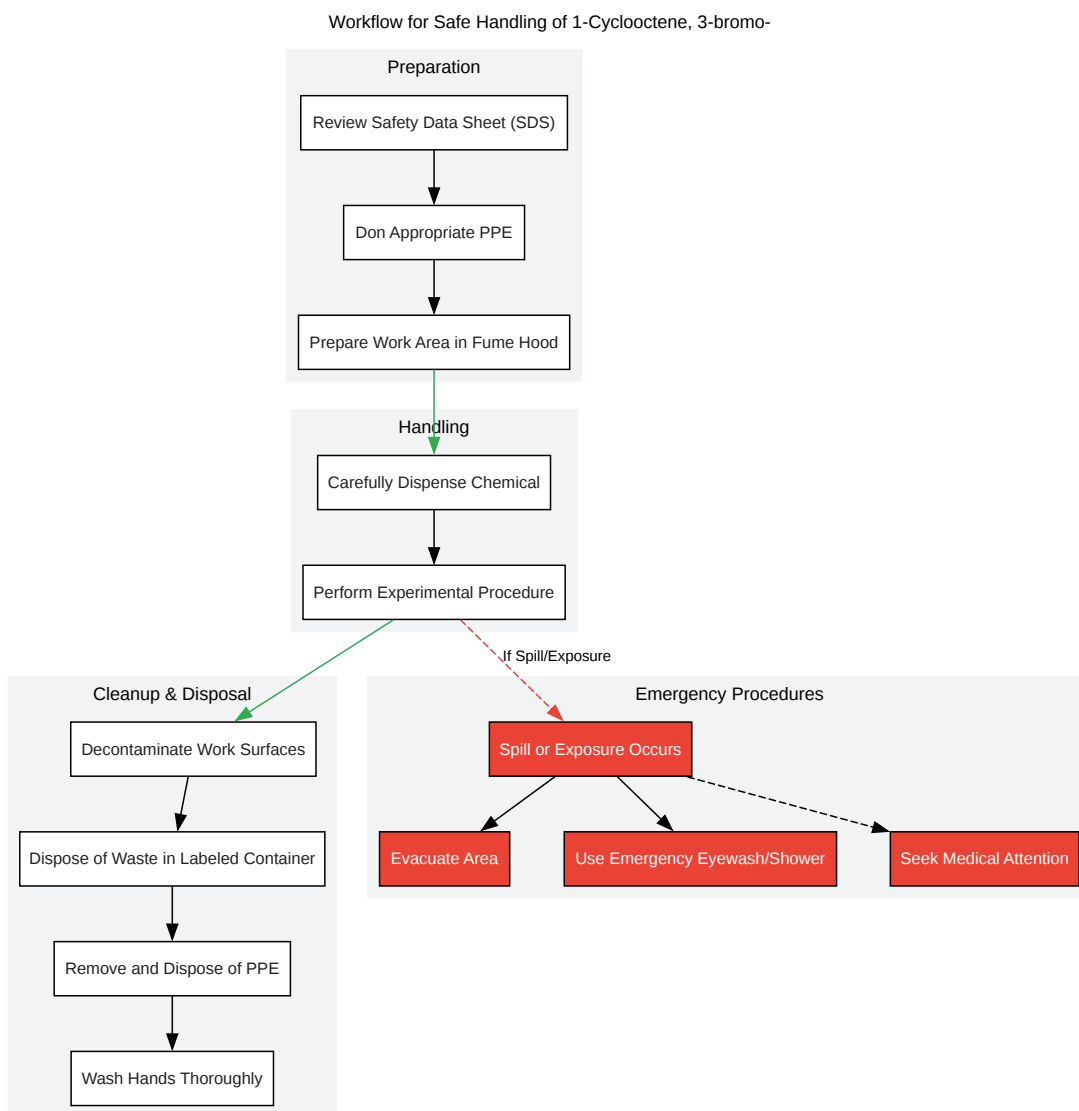 Workflow for Safe Handling of 1-Cyclooctene, 3-bromo-
Preparation
Review Safety Data Sheet (SDS)
Don Appropriate PPE
Prepare Work Area in Fume Hood
Handling
Carefully Dispense Chemical
Perform Experimental Procedure
If Spill/Exposure
Cleanup & Disposal
Decontaminate Work Surfaces
Dispose of Waste in Labeled Container
Remove and Dispose of PPE
Wash Hands Thoroughly
Emergency Procedures
Spill or Exposure Occurs
Evacuate Area
Use Emergency Eyewash/Shower
Seek Medical Attention